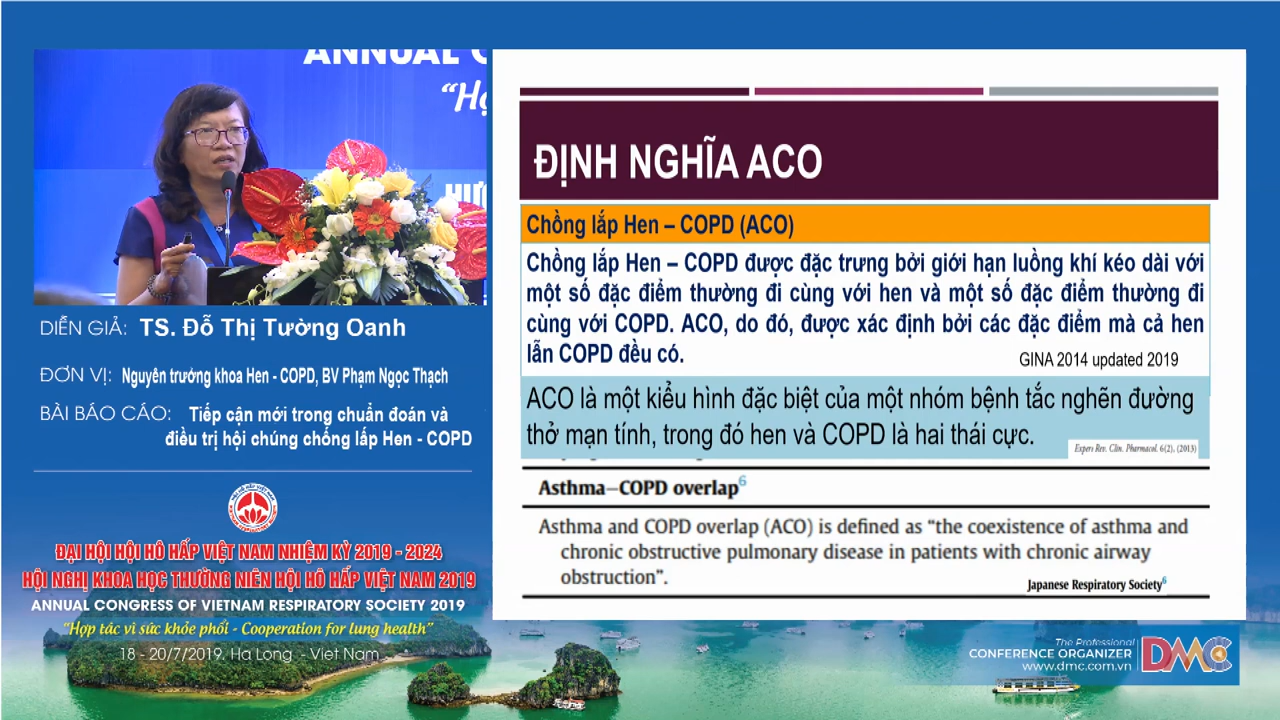 ANNUAL C
“Họ
HƯ
DIỄN GIẢ: TS. Đỗ Thị Tường Oanh
ĐƠN VỊ: Nguyên trưởng khoa Hen - COPD, BV Phạm Ngọc Thạch
BÀI BÁO CÁO: Tiếp cận mới trong chuẩn đoán và
điều trị hội chúng chồng lấp Hen - COPD
ĐẠI HỘI HỘI HÔ HẤP VIỆT NAM NHIỆM KỲ 2019 - 2024
HỘI NGHỊ KHOA HỌC THƯỜNG NIÊN HỘI HÔ HẤP VIỆT NAM 2019
ANNUAL CONGRESS OF VIETNAM RESPIRATORY SOCIETY 2019
“Hợp tác vì sức khỏe phổi - Cooperation for lung health”
18 - 20/7/2019. Ha Long - Viet Nam
ĐỊNH NGHĨA ACO
Chồng lắp Hen – COPD (ACO)
Chồng lắp Hen – COPD được đặc trưng bởi giới hạn luồng khí kéo dài với
một số đặc điểm thường đi cùng với hen và một số đặc điểm thường đi
cùng với COPD. ACO, do đó, được xác định bởi các đặc điểm mà cả hen
lẫn COPD đều có.
GINA 2014 updated 2019
ACO là một kiểu hình đặc biệt của một nhóm bệnh tắc nghẽn đường
thở mạn tính, trong đó hen và COPD là hai thái cực.
Expers Rev. Clin. Pharmacol. 6(2), (2013)
Asthma–COPD overlap6
Asthma and COPD overlap (ACO) is defined as “the coexistence of asthma and
chronic obstructive pulmonary disease in patients with chronic airway
obstruction”.
Japanese Respiratory Society6
The Professional
CONFERENCE ORGANIZER
www.dmc.com.vn
DMC